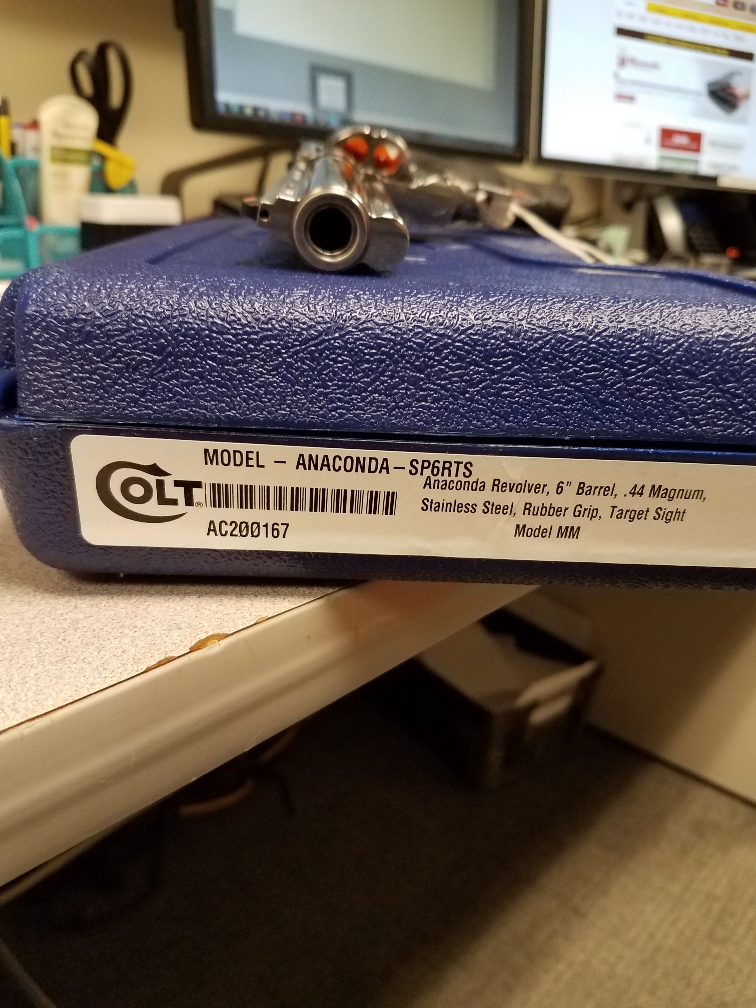 MODEL – ANACONDA–SP6RTS
COLT®
AC200167
Anaconda Revolver, 6" Barrel, .44 Magnum,
Stainless Steel, Rubber Grip, Target Sight
Model MM